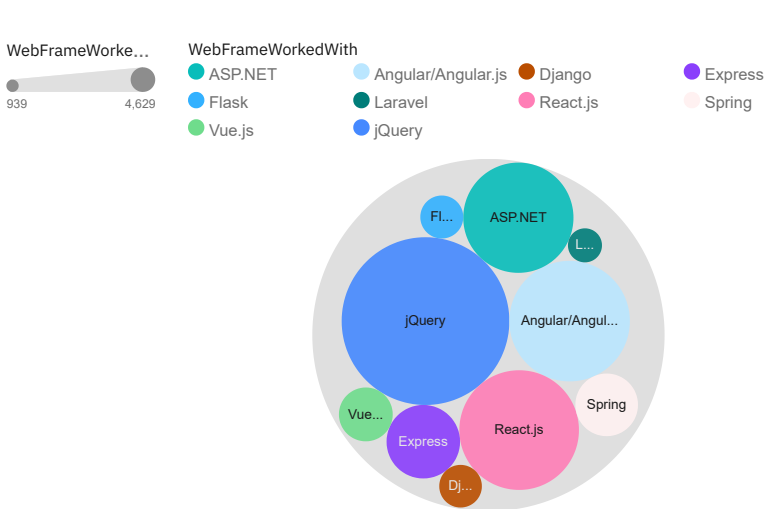 WebFrameWorke...
939
4,629
WebFrameWorkedWith
ASP.NET
Angular/Angular.js
Django
Express
Flask
Laravel
React.js
Spring
Vue.js
jQuery
Fl...
ASP.NET
L...
jQuery
Angular/Angul...
Vue...
Express
React.js
Spring
Dj...